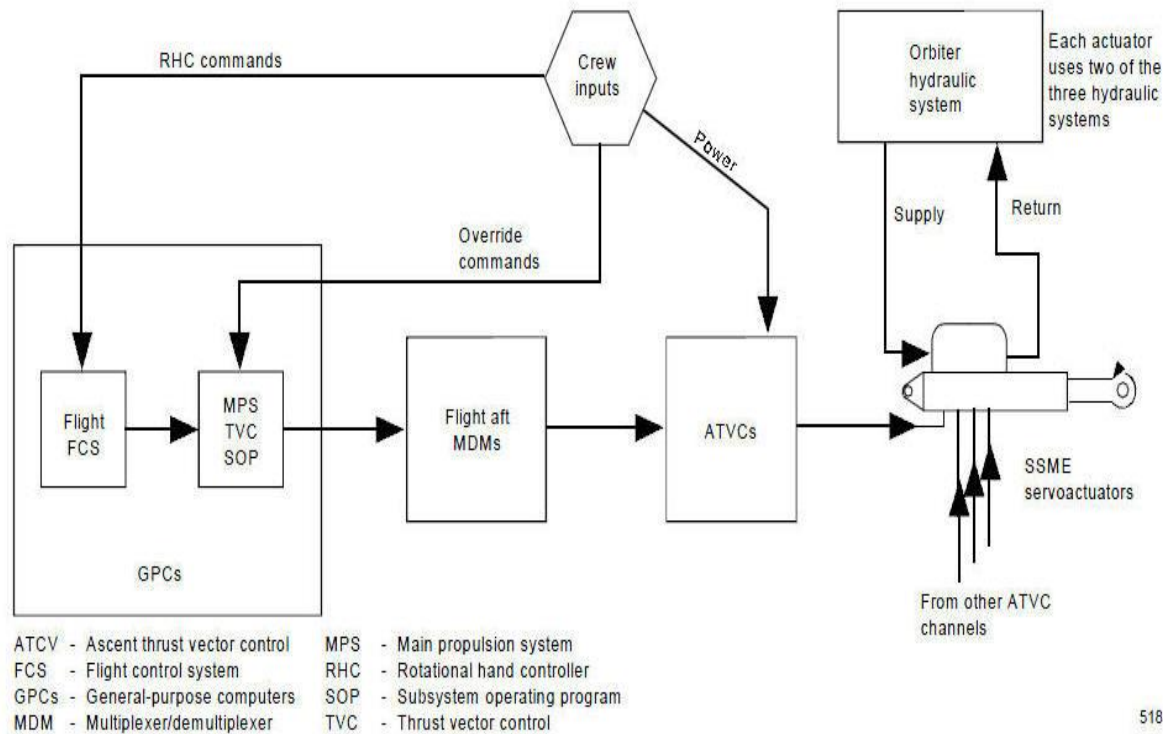 RHC commands
Crew
inputs
Power
Orbiter
hydraulic
system
Each actuator
uses two of the
three hydraulic
systems
Supply
Return
Override
commands
Flight
FCS
MPS
TVC
SOP
Flight aft
MDMs
ATVCs
SSME
servoactuators
GPCs
From other ATVC
channels
ATCV - Ascent thrust vector control
FCS - Flight control system
GPCs - General-purpose computers
MDM - Multiplexer/demultiplexer
MPS - Main propulsion system
RHC - Rotational hand controller
SOP - Subsystem operating program
TVC - Thrust vector control
518